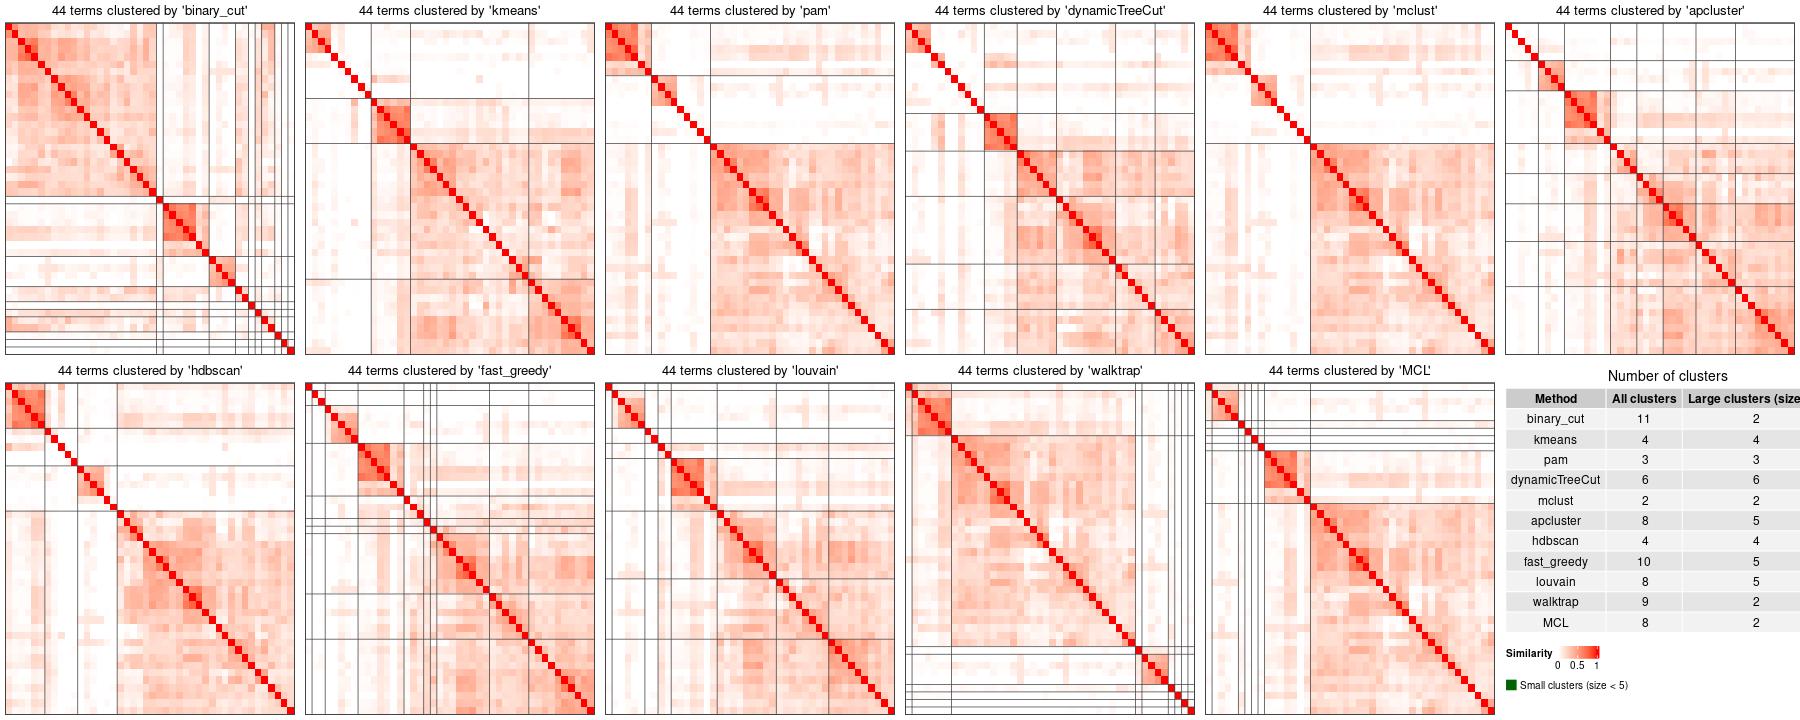 44 terms clustered by 'binary_cut'
44 terms clustered by 'kmeans'
44 terms clustered by 'pam'
44 terms clustered by 'dynamicTreeCut'
44 terms clustered by 'mclust'
44 terms clustered by 'apcluster'
44 terms clustered by 'hdbscan'
44 terms clustered by 'fast_greedy'
44 terms clustered by 'louvain'
44 terms clustered by 'walktrap'
44 terms clustered by 'MCL'
Number of clusters
Method All clusters Large clusters (size
binary_cut 11 2
kmeans 4 4
pam 3 3
dynamicTreeCut 6 6
mclust 2 2
apcluster 8 5
hdbscan 4 4
fast_greedy 10 5
louvain 8 5
walktrap 9 2
MCL 8 2
Similarity
0 0.5 1
Small clusters (size < 5)